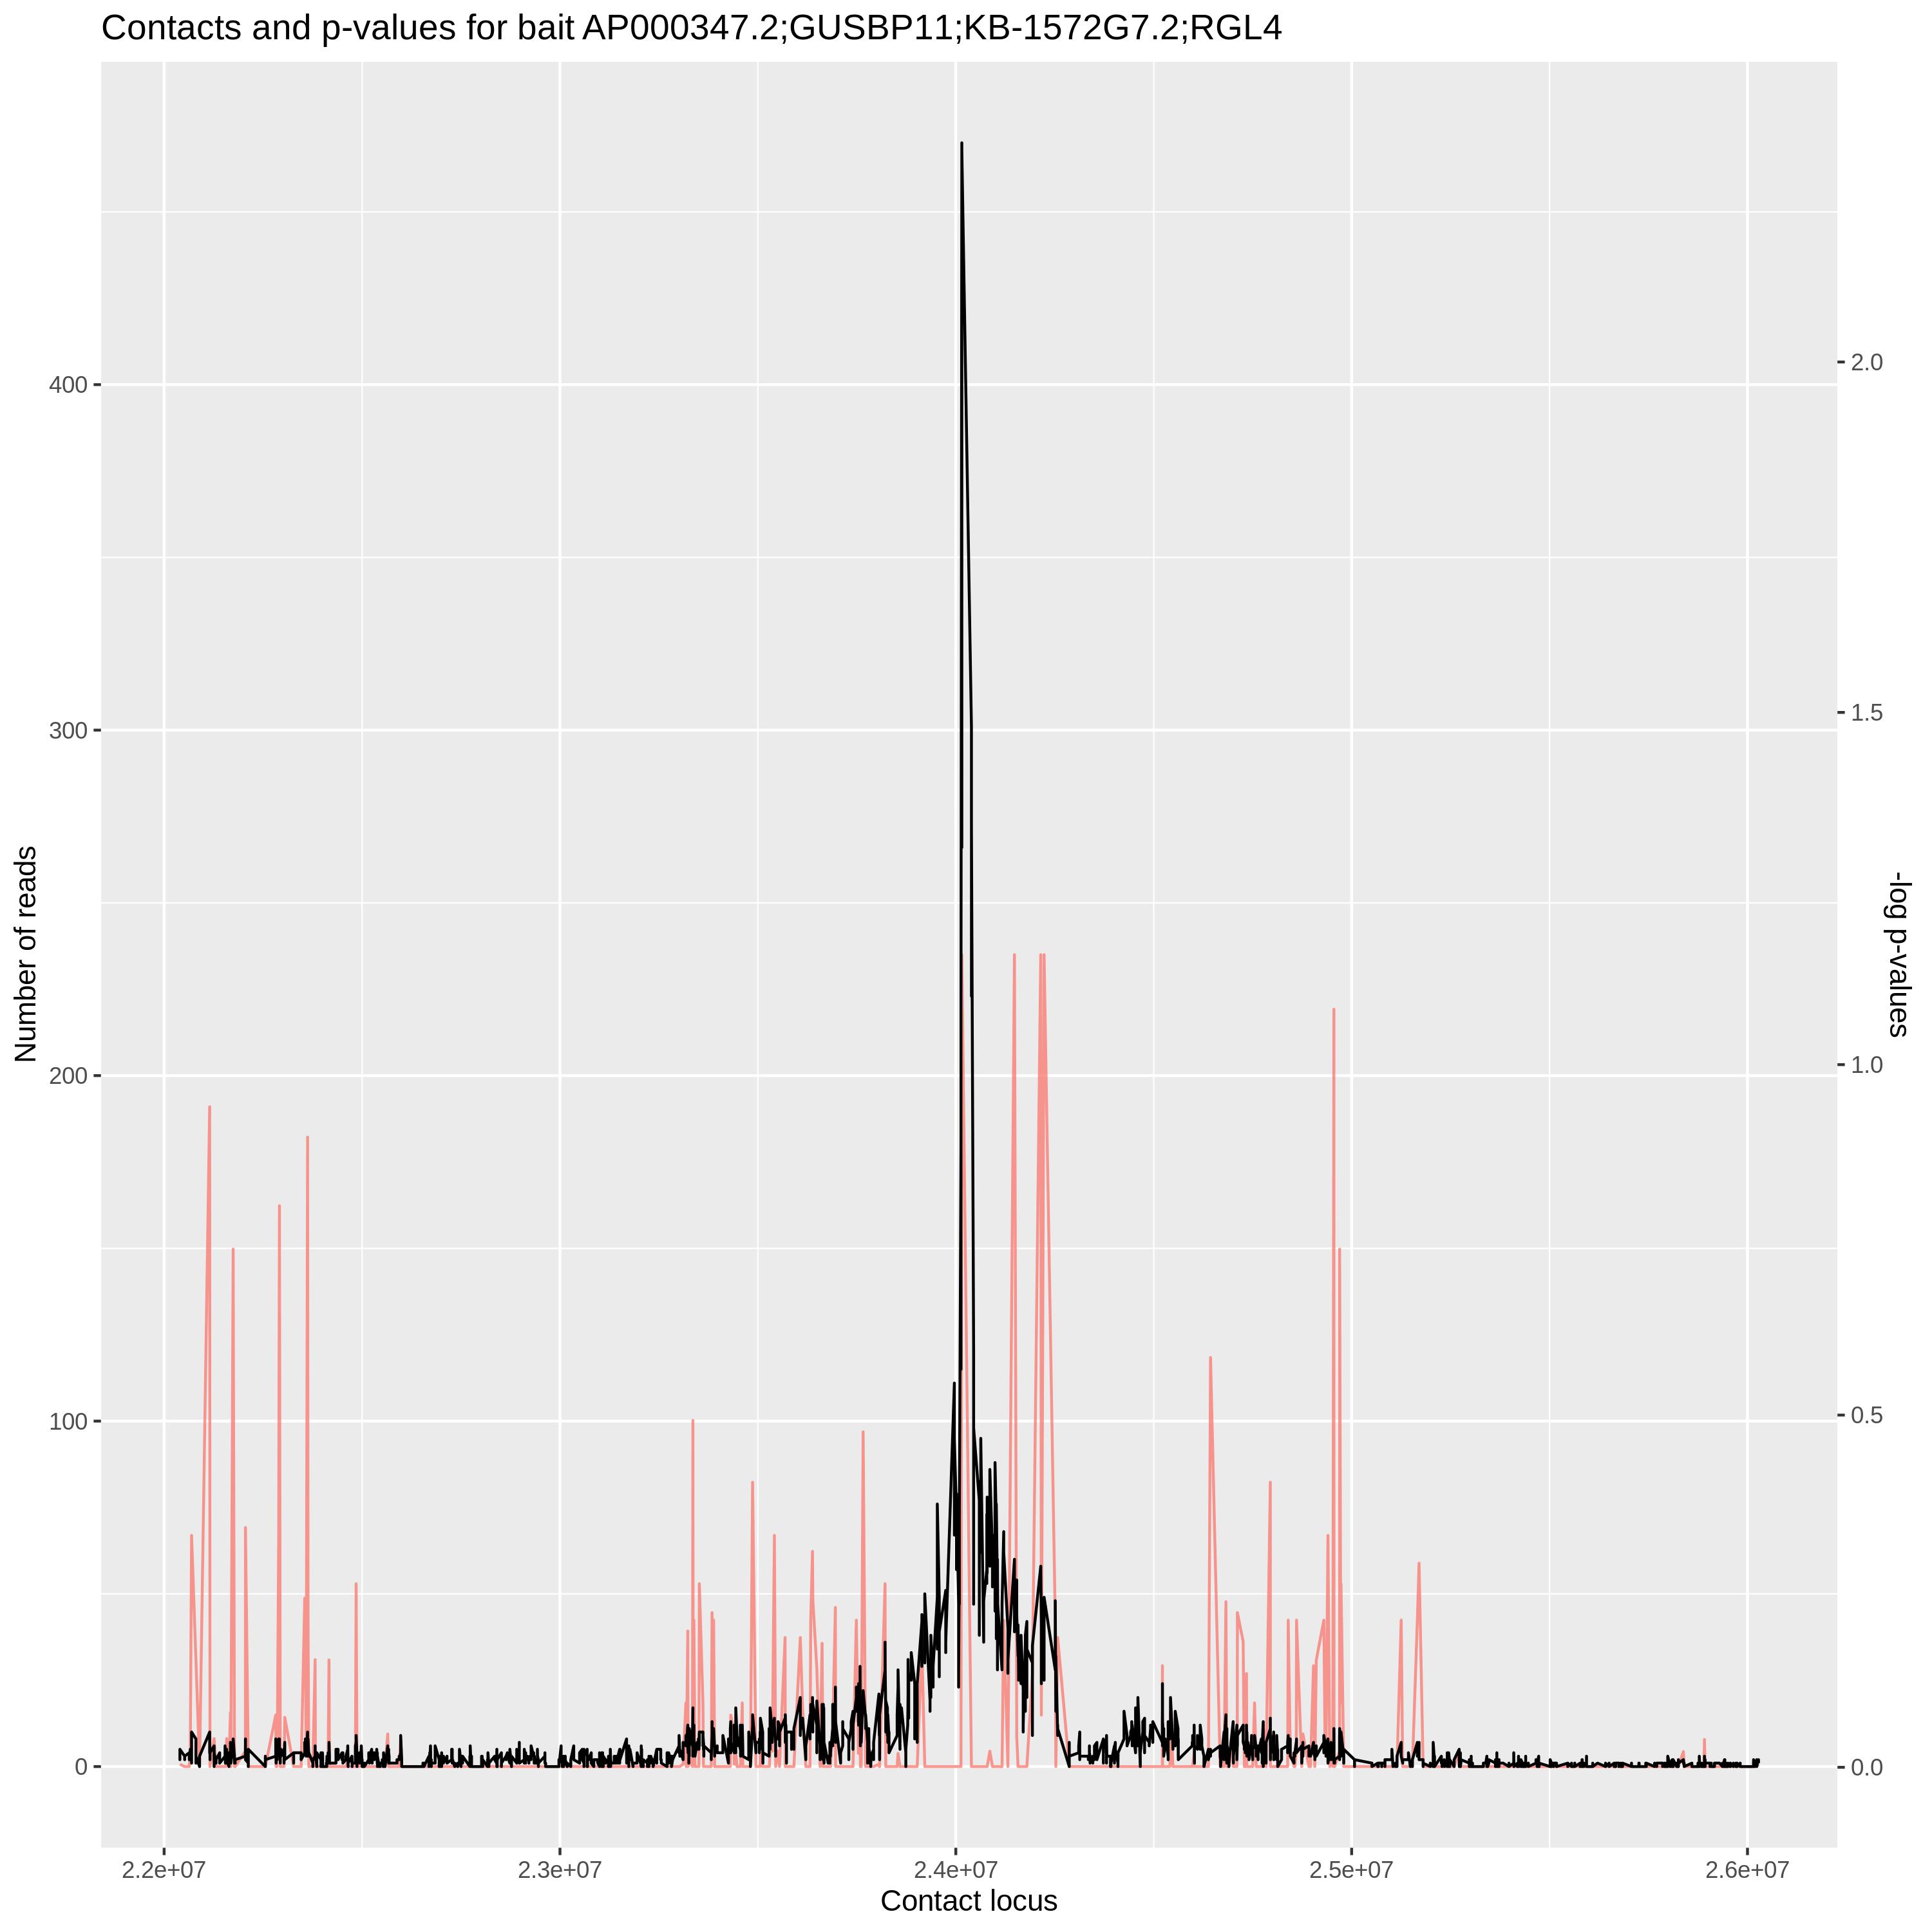 Contacts and p-values for bait AP000347.2;GUSBP11;KB-1572G7.2;RGL4
400
300
200
100
0
Number of reads
2.0
1.5
1.0
0.5
0.0
-log p-values
2.2e+07 2.3e+07 2.4e+07 2.5e+07 2.6e+07
Contact locus